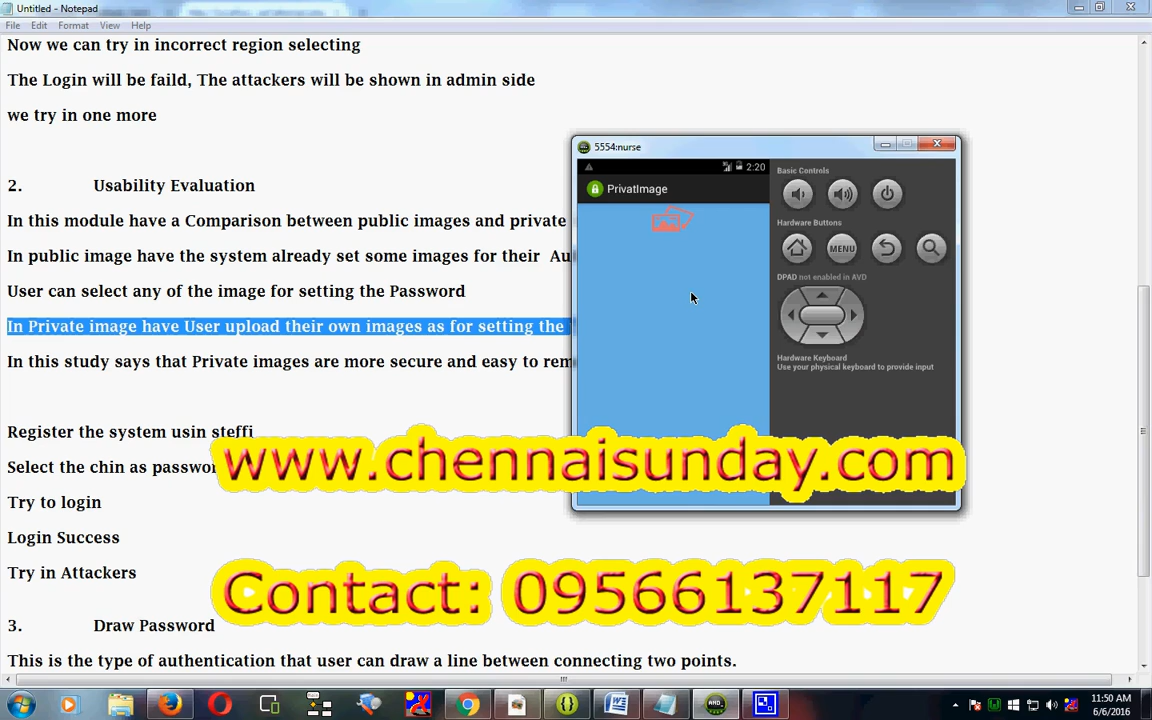 Untitled - Notepad
File Edit Format View Help
Now we can try in incorrect region selecting
The Login will be faild, The attackers will be shown in admin side
we try in one more
2. Usability Evaluation
In this module have a Comparison between public images and private
In public image have the system already set some images for their Au
User can select any of the image for setting the Password
In Private image have User upload their own images as for setting the
In this study says that Private images are more secure and easy to rem
Register the system usin steffi
Select the chin as passwor
Try to login
Login Success
Try in Attackers
3. Draw Password
This is the type of authentication that user can draw a line between connecting two points.
5554:nurse
2:20
PrivatImage
Basic Controls
Hardware Buttons
MENU
DPAD not enabled in AVD
Hardware Keyboard
Use your physical keyboard to provide input
www.chennaisunday.com
Contact: 09566137117
11:50 AM
6/6/2016